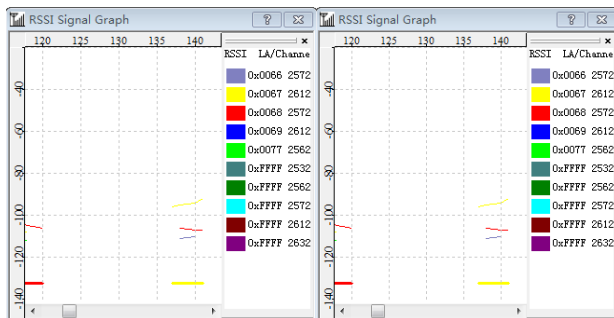 RSSI Signal Graph
120 125 130 135 140
-40
-60
-80
-100
-120
-140
RSSI LA/Channe
0x0066 2572
0x0067 2612
0x0068 2572
0x0069 2612
0x0077 2562
0xFFFF 2532
0xFFFF 2562
0xFFFF 2572
0xFFFF 2612
0xFFFF 2632
RSSI Signal Graph
120 125 130 135 140
-40
-60
-80
-100
-120
-140
RSSI LA/Channe
0x0066 2572
0x0067 2612
0x0068 2572
0x0069 2612
0x0077 2562
0xFFFF 2532
0xFFFF 2562
0xFFFF 2572
0xFFFF 2612
0xFFFF 2632